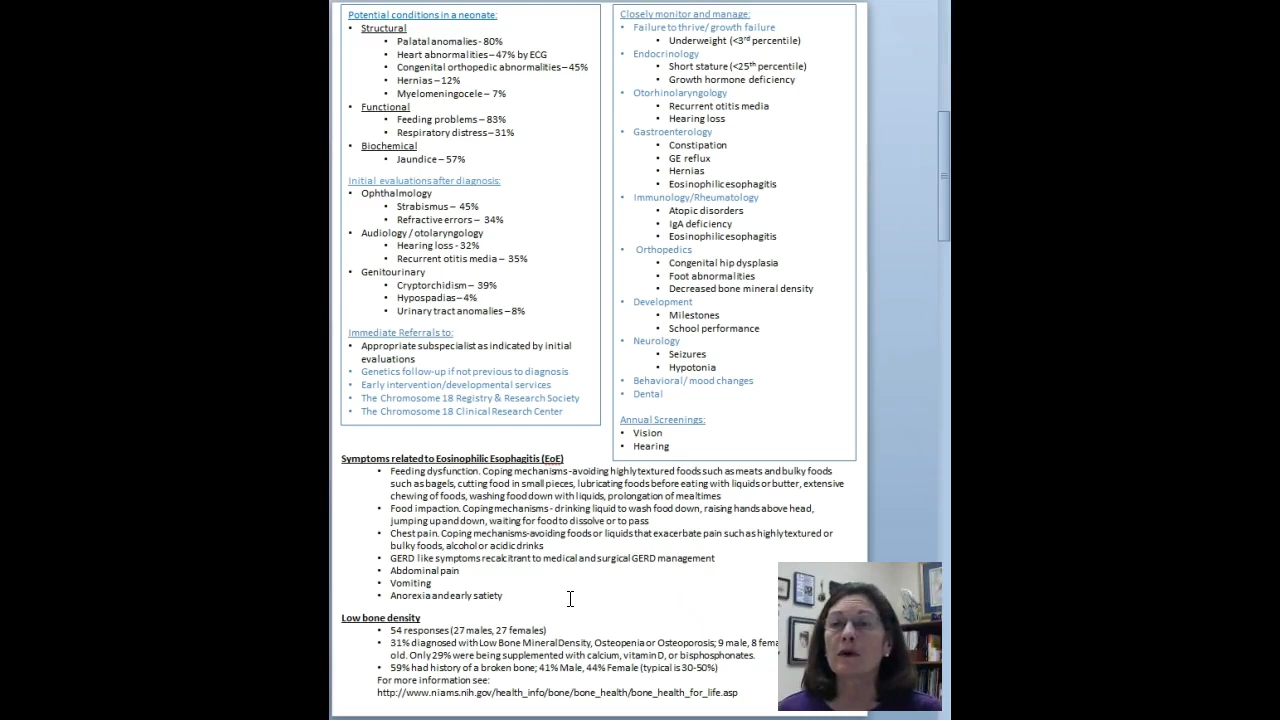 Potential conditions in a neonate:
• Structural
• Palatal anomalies - 80%
• Heart abnormalities – 47% by ECG
• Congenital orthopedic abnormalities – 45%
• Hernias – 12%
• Myelomeningocele – 7%
• Functional
• Feeding problems – 83%
• Respiratory distress – 31%
• Biochemical
• Jaundice – 57%
Initial evaluations after diagnosis:
• Ophthalmology
• Strabismus – 45%
• Refractive errors – 34%
• Audiology / otolaryngology
• Hearing loss - 32%
• Recurrent otitis media – 35%
• Genitourinary
• Cryptorchidism – 39%
• Hypospadias – 4%
• Urinary tract anomalies – 8%
Immediate Referrals to:
• Appropriate subspecialist as indicated by initial
evaluations
• Genetics follow-up if not previous to diagnosis
• Early intervention/developmental services
• The Chromosome 18 Registry & Research Society
• The Chromosome 18 Clinical Research Center
Closely monitor and manage:
• Failure to thrive/ growth failure
• Underweight (<3rd percentile)
• Endocrinology
• Short stature (<25th percentile)
• Growth hormone deficiency
• Otorhinolaryngology
• Recurrent otitis media
• Hearing loss
• Gastroenterology
• Constipation
• GE reflux
• Hernias
• Eosinophilic esophagitis
• Immunology/Rheumatology
• Atopic disorders
• IgA deficiency
• Eosinophilic esophagitis
• Orthopedics
• Congenital hip dysplasia
• Foot abnormalities
• Decreased bone mineral density
• Development
• Milestones
• School performance
• Neurology
• Seizures
• Hypotonia
• Behavioral/ mood changes
• Dental
Annual Screenings:
• Vision
• Hearing
Symptoms related to Eosinophilic Esophagitis (EoE)
• Feeding dysfunction. Coping mechanisms -avoiding highly textured foods such as meats and bulky foods
such as bagels, cutting food in small pieces, lubricating foods before eating with liquids or butter, extensive
chewing of foods, washing food down with liquids, prolongation of mealtimes
• Food impaction. Coping mechanisms - drinking liquid to wash food down, raising hands above head,
jumping up and down, waiting for food to dissolve or to pass
• Chest pain. Coping mechanisms-avoiding foods or liquids that exacerbate pain such as highly textured or
bulky foods, alcohol or acidic drinks
• GERD like symptoms recalcitrant to medical and surgical GERD management
• Abdominal pain
• Vomiting
• Anorexia and early satiety
Low bone density
• 54 responses (27 males, 27 females)
• 31% diagnosed with Low Bone Mineral Density, Osteopenia or Osteoporosis; 9 male, 8
old. Only 29% were being supplemented with calcium, vitamin D, or bisphosphonates.
• 59% had history of a broken bone; 41% Male, 44% Female (typical is 30-50%)
For more information see:
http://www.niams.nih.gov/health_info/bone/bone_health/bone_health_for_life.asp